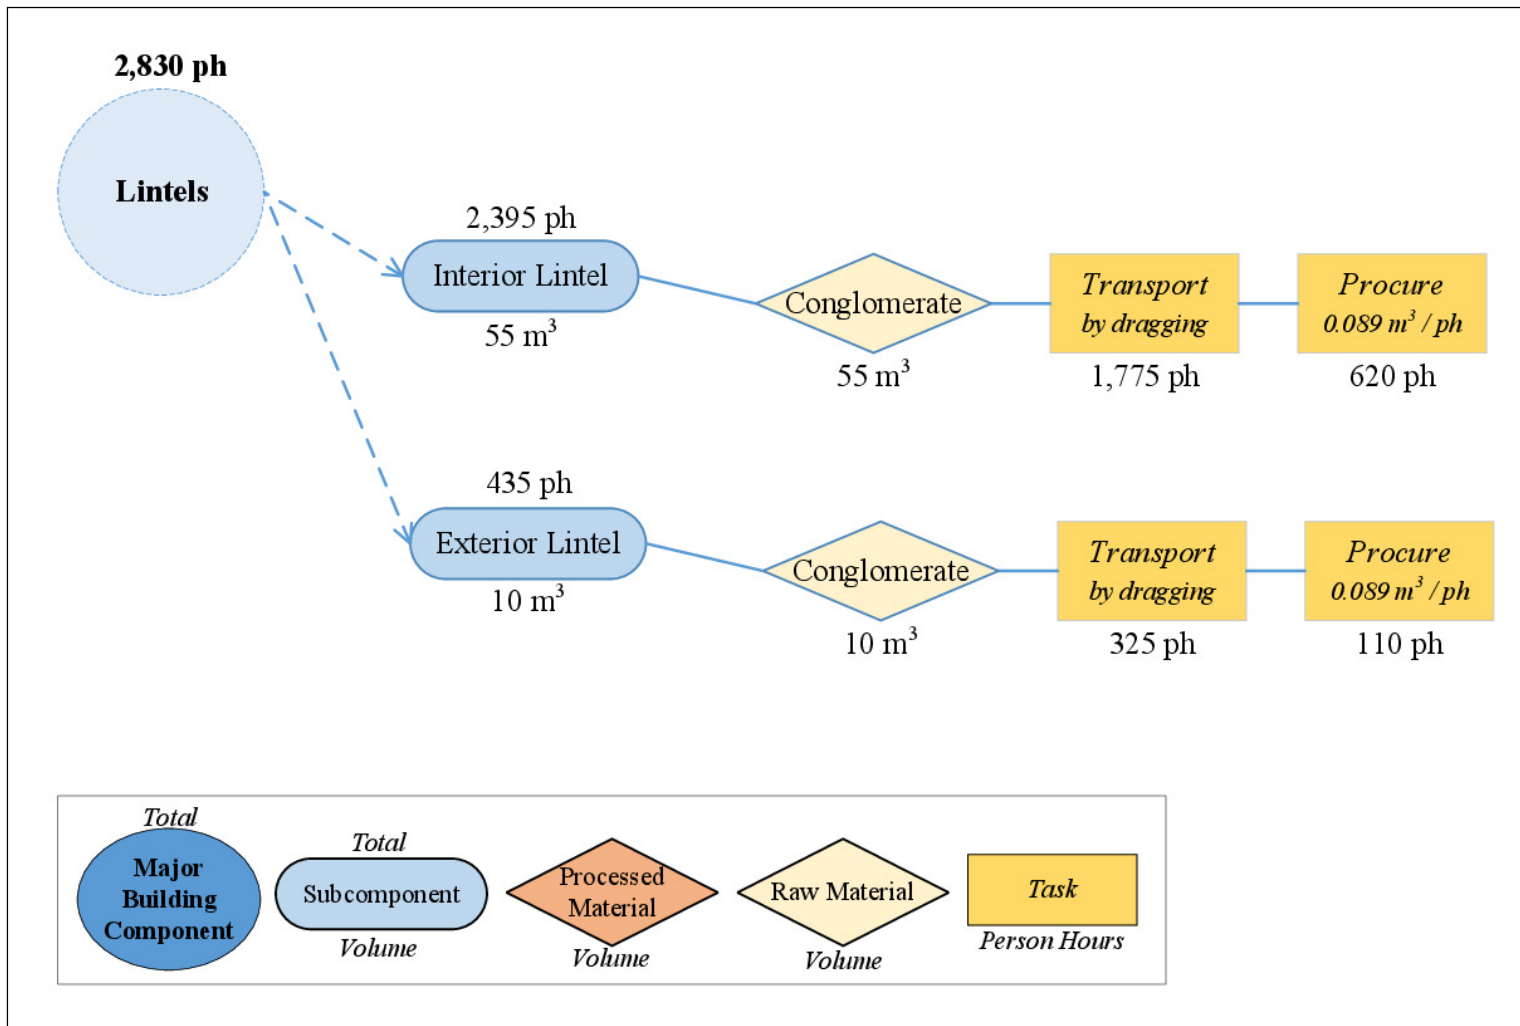 2,830 ph
Lintels
2,395 ph
Interior Lintel
55 m³
Conglomerate
55 m³
Transport
by dragging
1,775 ph
Procure
0.089 m³ / ph
620 ph
435 ph
Exterior Lintel
10 m³
Conglomerate
10 m³
Transport
by dragging
325 ph
Procure
0.089 m³ / ph
110 ph
Total
Major
Building
Component
Total
Subcomponent
Volume
Processed
Material
Volume
Raw Material
Volume
Task
Person Hours